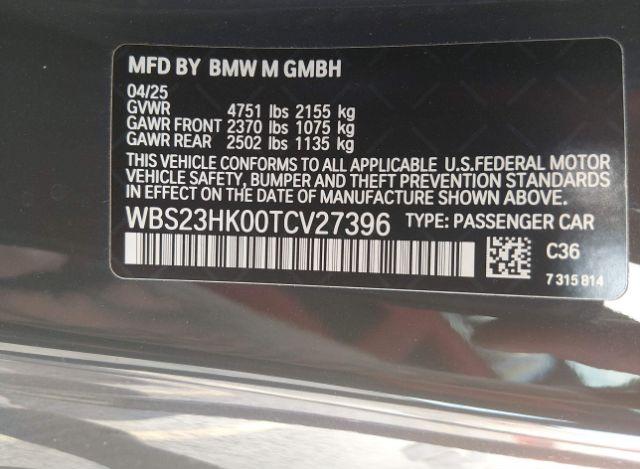 MFD BY BMW M GMBH
04/25
GVWR 4751 lbs 2155 kg
GAWR FRONT 2370 lbs 1075 kg
GAWR REAR 2502 lbs 1135 kg
THIS VEHICLE CONFORMS TO ALL APPLICABLE U.S.FEDERAL MOTOR
VEHICLE SAFETY, BUMPER, AND THEFT PREVENTION STANDARDS
IN EFFECT ON THE DATE OF MANUFACTURE SHOWN ABOVE.
WBS23HK00TCV27396 TYPE: PASSENGER CAR
C36
7 315 814